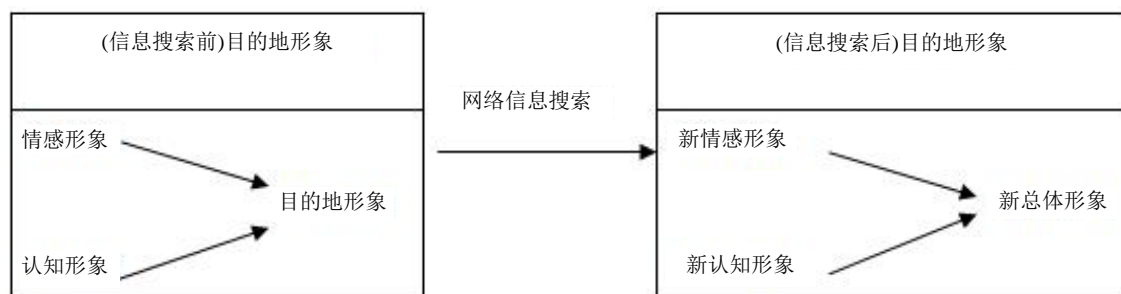 (信息搜索前)目的地形象
情感形象
目的地形象
认知形象
网络信息搜索
(信息搜索后)目的地形象
新情感形象
新总体形象
新认知形象